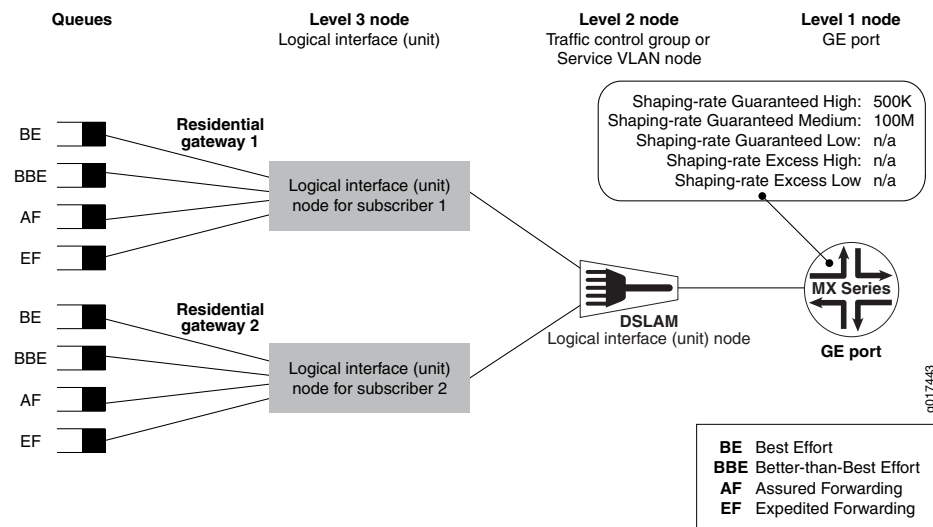 Queues
Level 3 node
Logical interface (unit)
Level 2 node
Traffic control group or
Service VLAN node
Level 1 node
GE port
Shaping-rate Guaranteed High: 500K
Shaping-rate Guaranteed Medium: 100M
Shaping-rate Guaranteed Low: n/a
Shaping-rate Excess High: n/a
Shaping-rate Excess Low n/a
BE
BBE
AF
EF
Residential
gateway 1
Logical interface (unit)
node for subscriber 1
BE
BBE
AF
EF
Residential
gateway 2
Logical interface (unit)
node for subscriber 2
DSLAM
Logical interface (unit) node
MX Series
GE port
g017443
BE Best Effort
BBE Better-than-Best Effort
AF Assured Forwarding
EF Expedited Forwarding